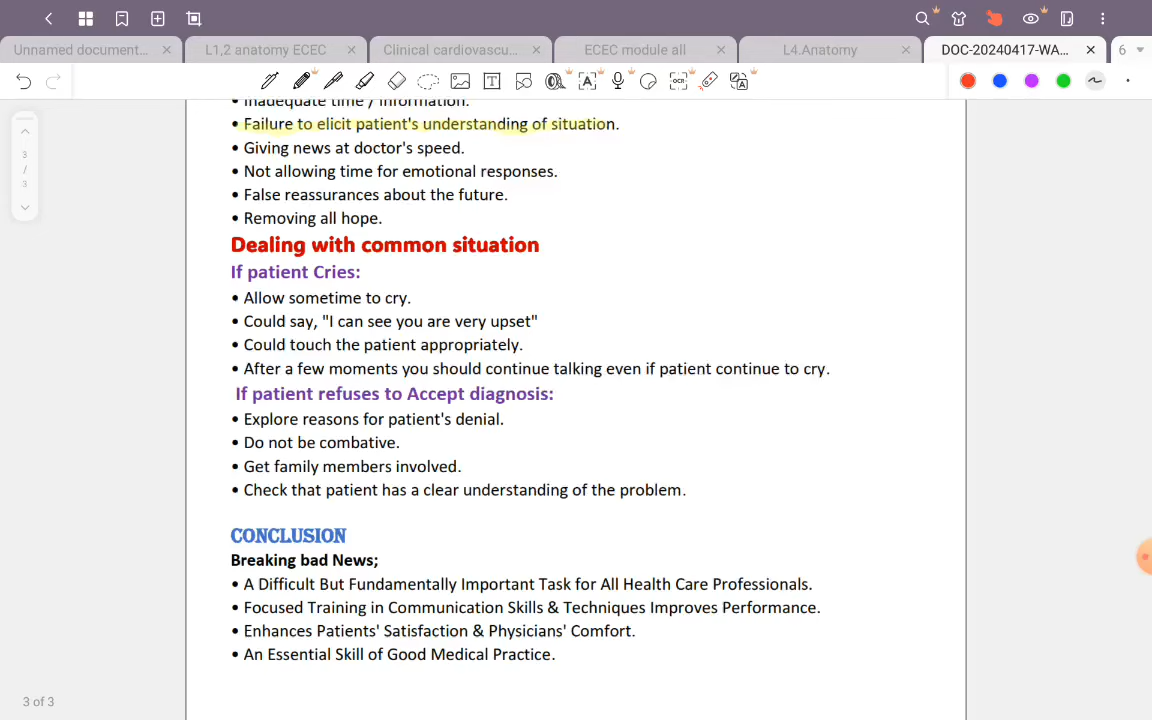 Unnamed document...
L1,2 anatomy ECEC
Clinical cardiovascu...
ECEC module all
L4.Anatomy
DOC-20240417-WA...
6
OCR
3
/
3
• Inadequate time / information.
• Failure to elicit patient's understanding of situation.
• Giving news at doctor's speed.
• Not allowing time for emotional responses.
• False reassurances about the future.
• Removing all hope.
Dealing with common situation
If patient Cries:
• Allow sometime to cry.
• Could say, "I can see you are very upset"
• Could touch the patient appropriately.
• After a few moments you should continue talking even if patient continue to cry.
If patient refuses to Accept diagnosis:
• Explore reasons for patient's denial.
• Do not be combative.
• Get family members involved.
• Check that patient has a clear understanding of the problem.
CONCLUSION
Breaking bad News;
• A Difficult But Fundamentally Important Task for All Health Care Professionals.
• Focused Training in Communication Skills & Techniques Improves Performance.
• Enhances Patients' Satisfaction & Physicians' Comfort.
• An Essential Skill of Good Medical Practice.
3 of 3